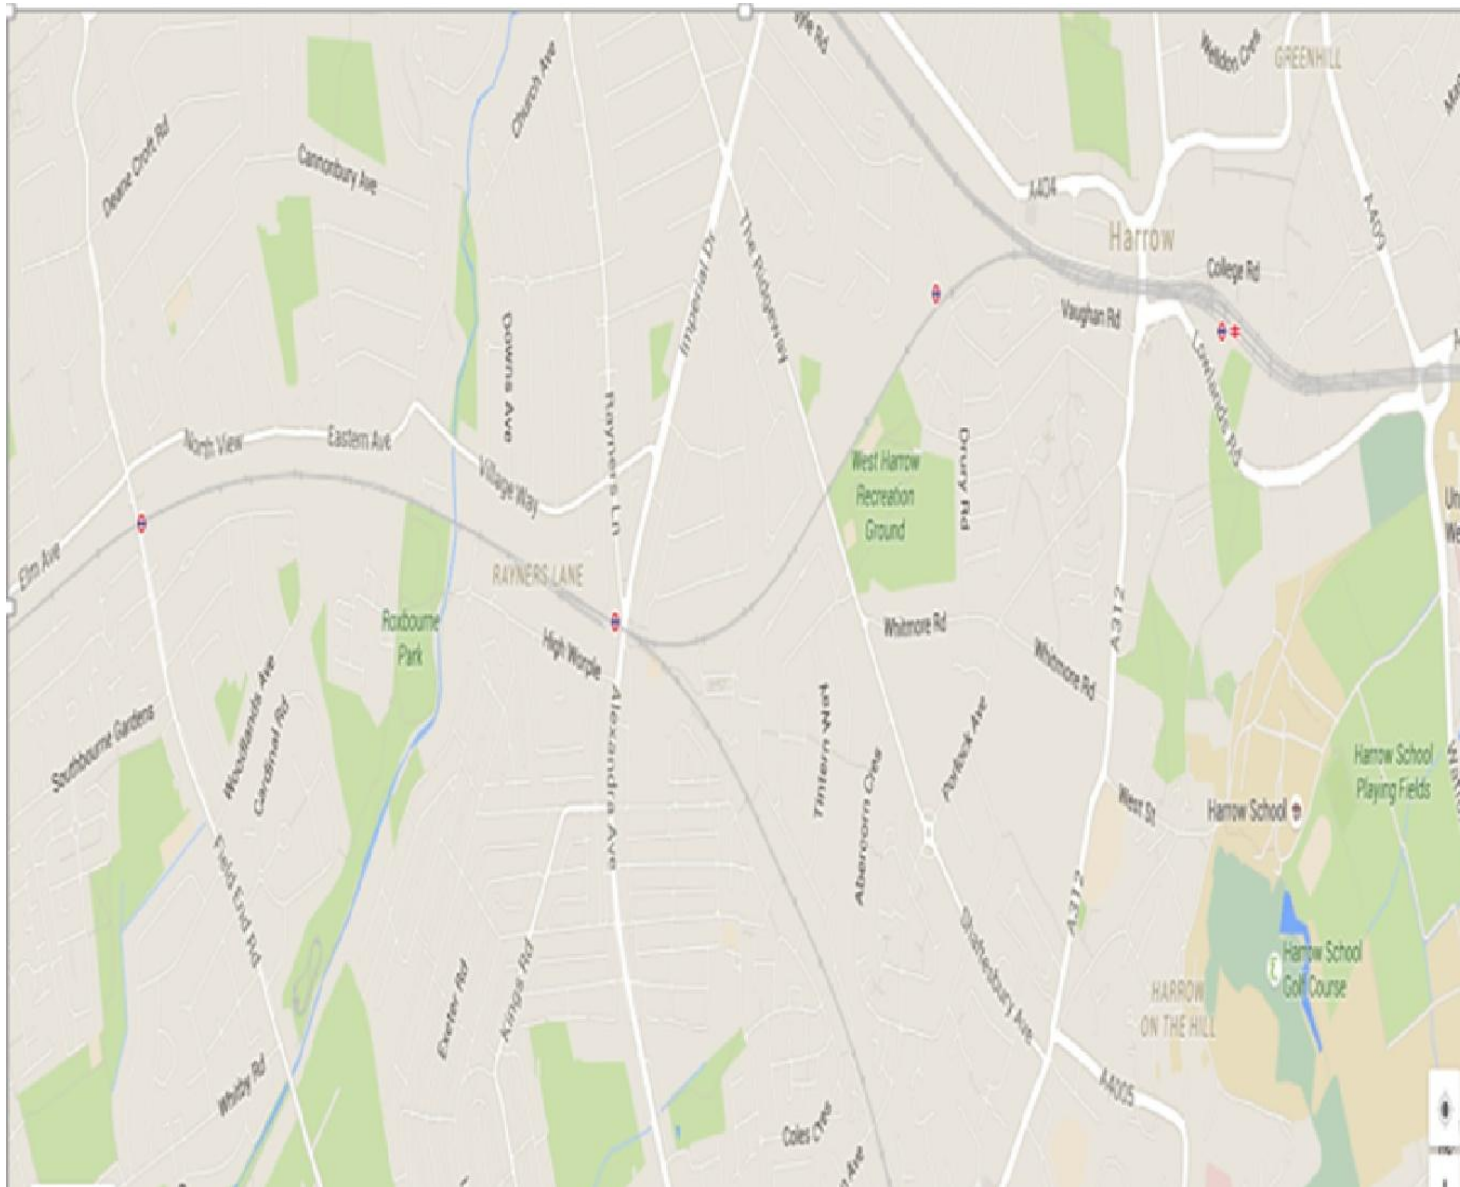 Church Ave
Welldon Cres
GREENHILL
Deane Croft Rd
Cannonbury Ave
A404
A409
Harrow
College Rd
The Ridgeway
Imperial Dr
Vaughan Rd
Lowlands Rd
Downs Ave
North View
Eastern Ave
Village Way
Rayners Ln
West Harrow
Recreation
Ground
Drury Rd
Elm Ave
RAYNERS LANE
Roxbourne
Park
High Worple
Whitmore Rd
A312
Whitmore Rd
Woodlands Ave
Cardinal Rd
Southbourne Gardens
Alexandra Ave
Tintern Way
Porlock Ave
Abercorn Cres
West St
Harrow School
Harrow School
Playing Fields
Field End Rd
A312
Shaftesbury Ave
Harrow School
Golf Course
HARROW
ON THE HILL
Exeter Rd
Kings Rd
Whitby Rd
A4005
Coles Cres
Ave